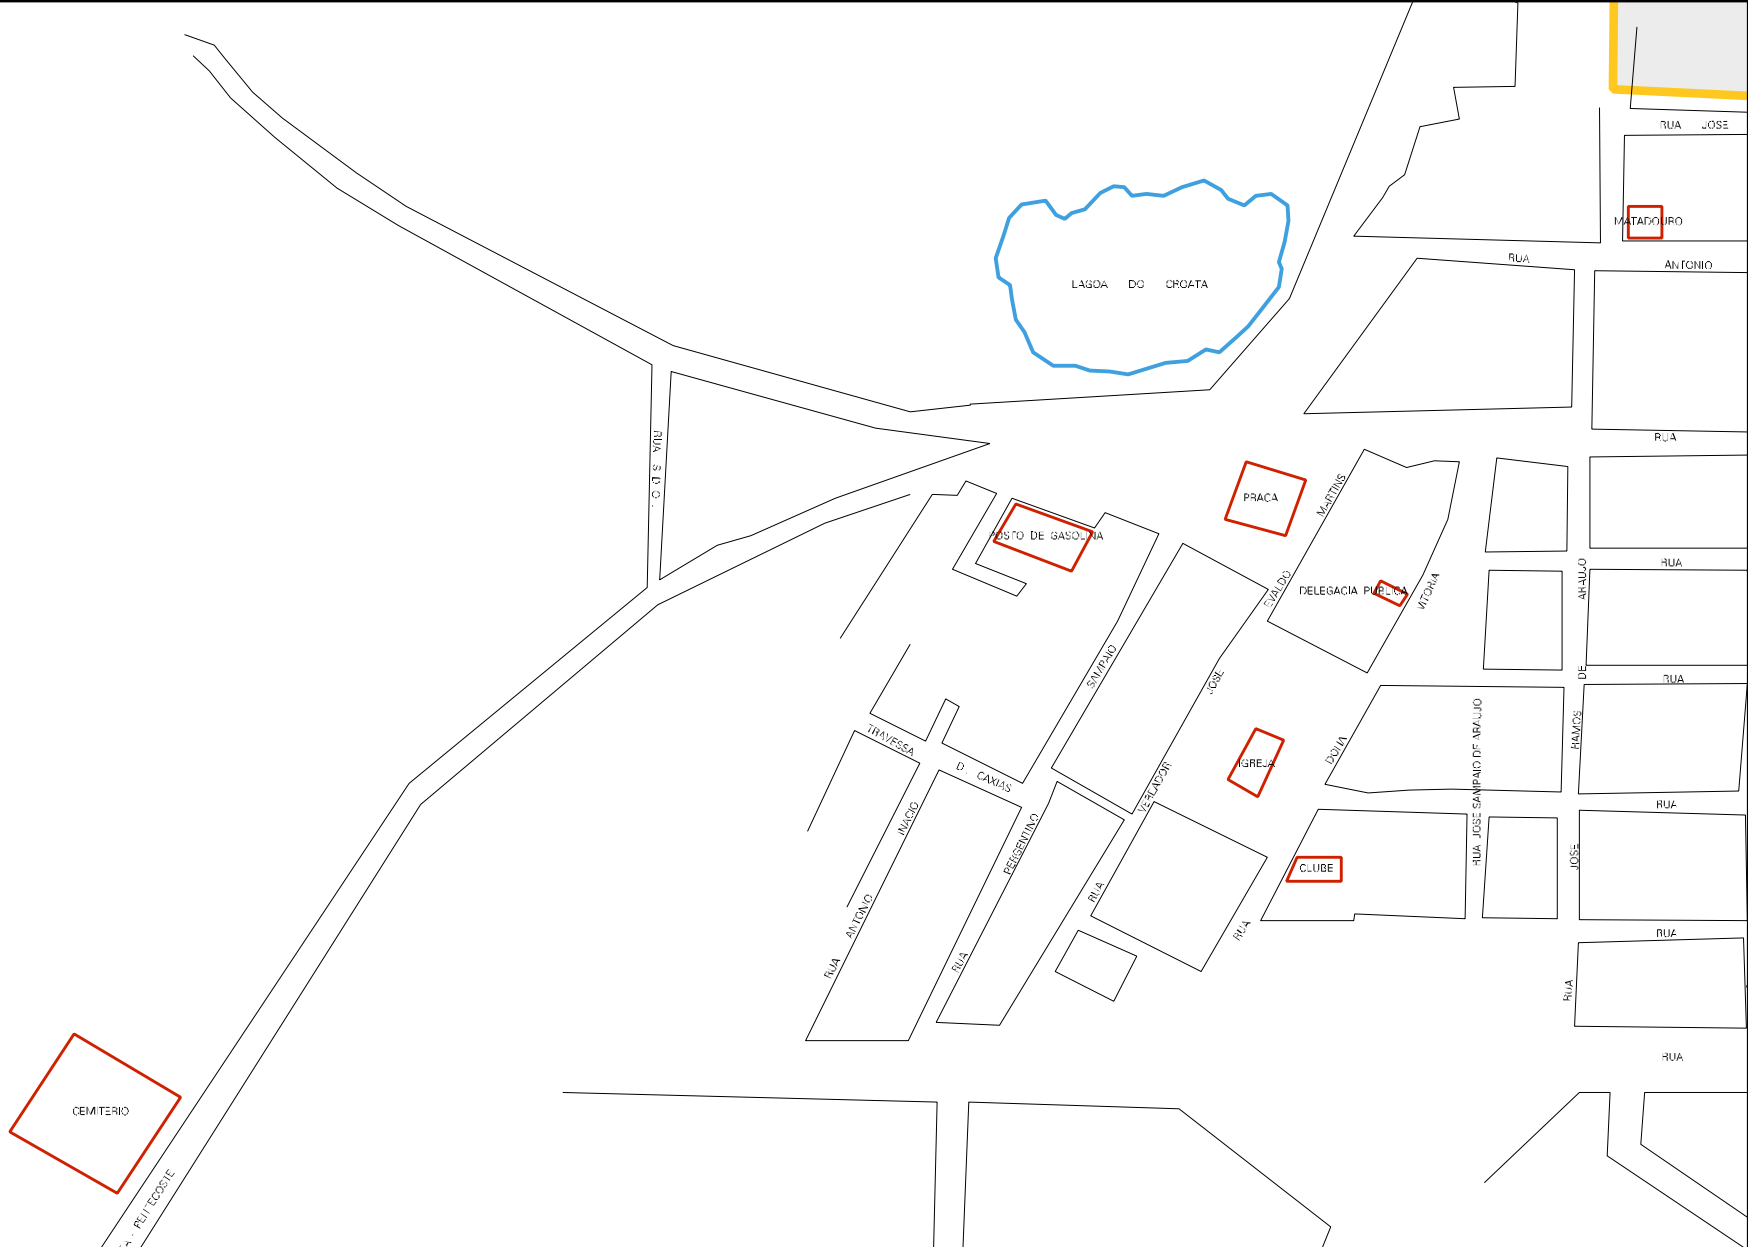 RUA JOSE
MATADOURO
RUA
ANTONIO
LAGOA DO CROATA
RUA
RUA S D O .
PRACA
MARTINS
EVALDO
JOSE
VEREADOR
RUA
POSTO DE GASOLINA
DELEGACIA PUBLICA
VITORIA
DONA
RUA
RUA
ARAUJO
DE
RAMOS
JOSE
RUA
SAMPAIO
PERGENTINO
RUA
RUA
RUA JOSE SAMPAIO DE ARAUJO
TRAVESSA
D. CAXIAS
IGREJA
INACIO
ANTONIO
RUA
RUA
CLUBE
RUA
RUA
CEMITERIO
- PENTECOSTE